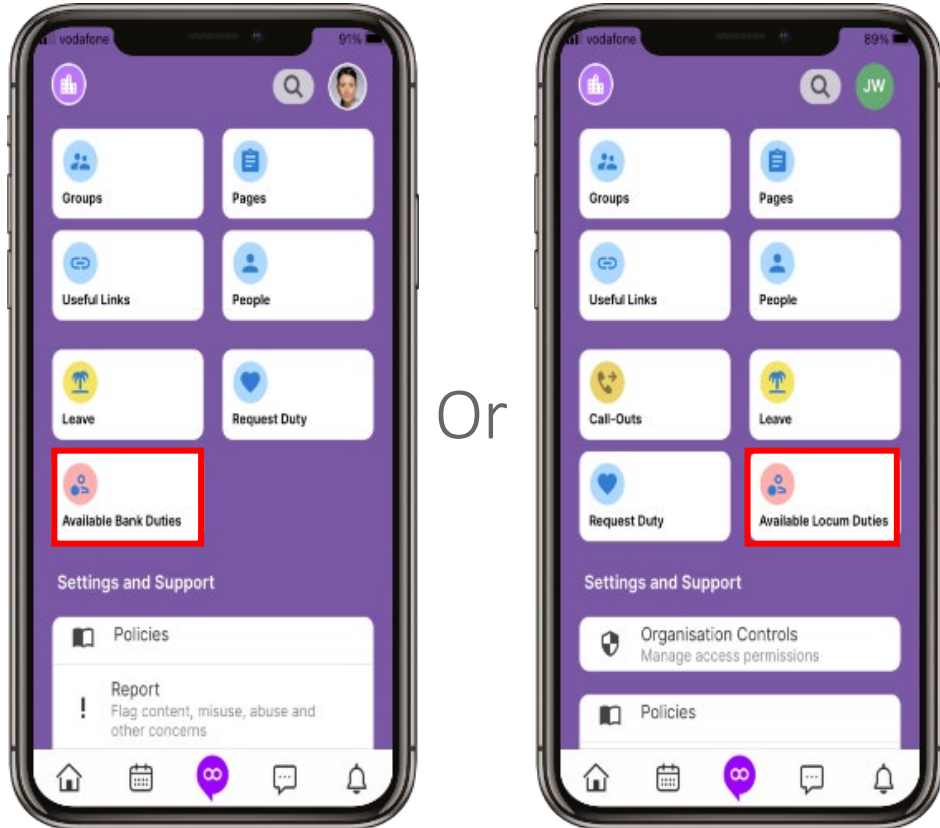 vodafone 91%
Groups Pages
Useful Links People
Leave Request Duty
Available Bank Duties
Settings and Support
Policies
Report
Flag content, misuse, abuse and
other concerns
Or
vodafone 89%
JW
Groups Pages
Useful Links People
Call-Outs Leave
Request Duty Available Locum Duties
Settings and Support
Organisation Controls
Manage access permissions
Policies